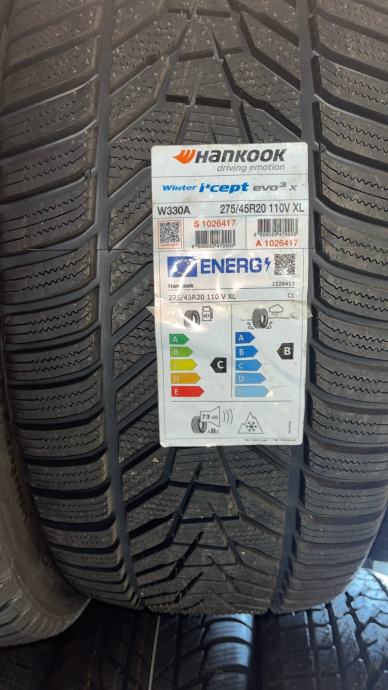 HANKOOK
driving emotion
Winter i*cept evo³ x
W330A 275/45R20 110V XL
S 1026417
A 1026417
ENERG
Hankook 1026417
275/45R20 110 V XL C1
A A
B B
C C
D D
E E
C B
73 dB
ABC